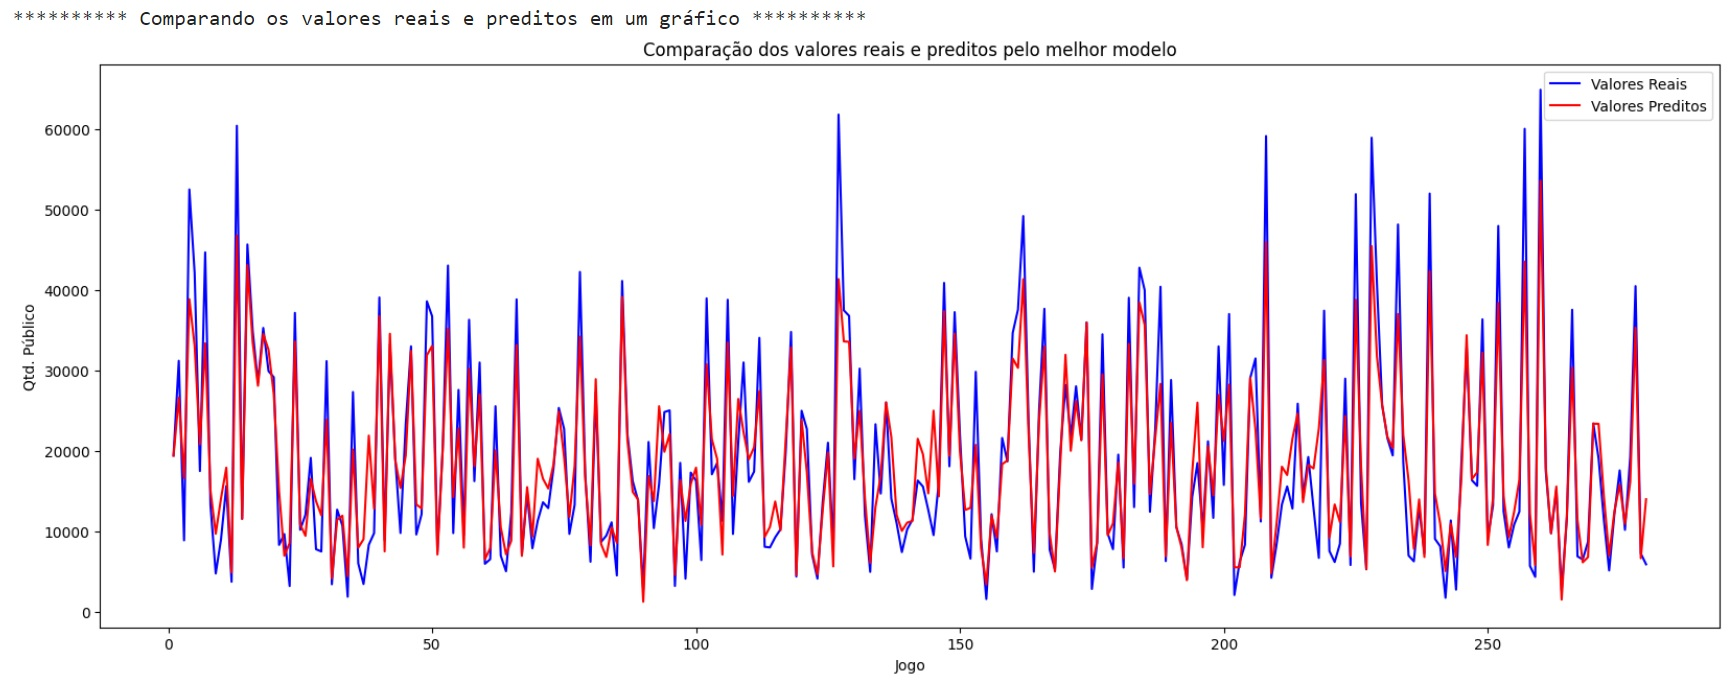 ********** Comparando os valores reais e preditos em um gráfico **********
Comparação dos valores reais e preditos pelo melhor modelo
Valores Reais
Valores Preditos
60000
50000
40000
30000
20000
10000
0
Qtd. Público
0 50 100 150 200 250
Jogo